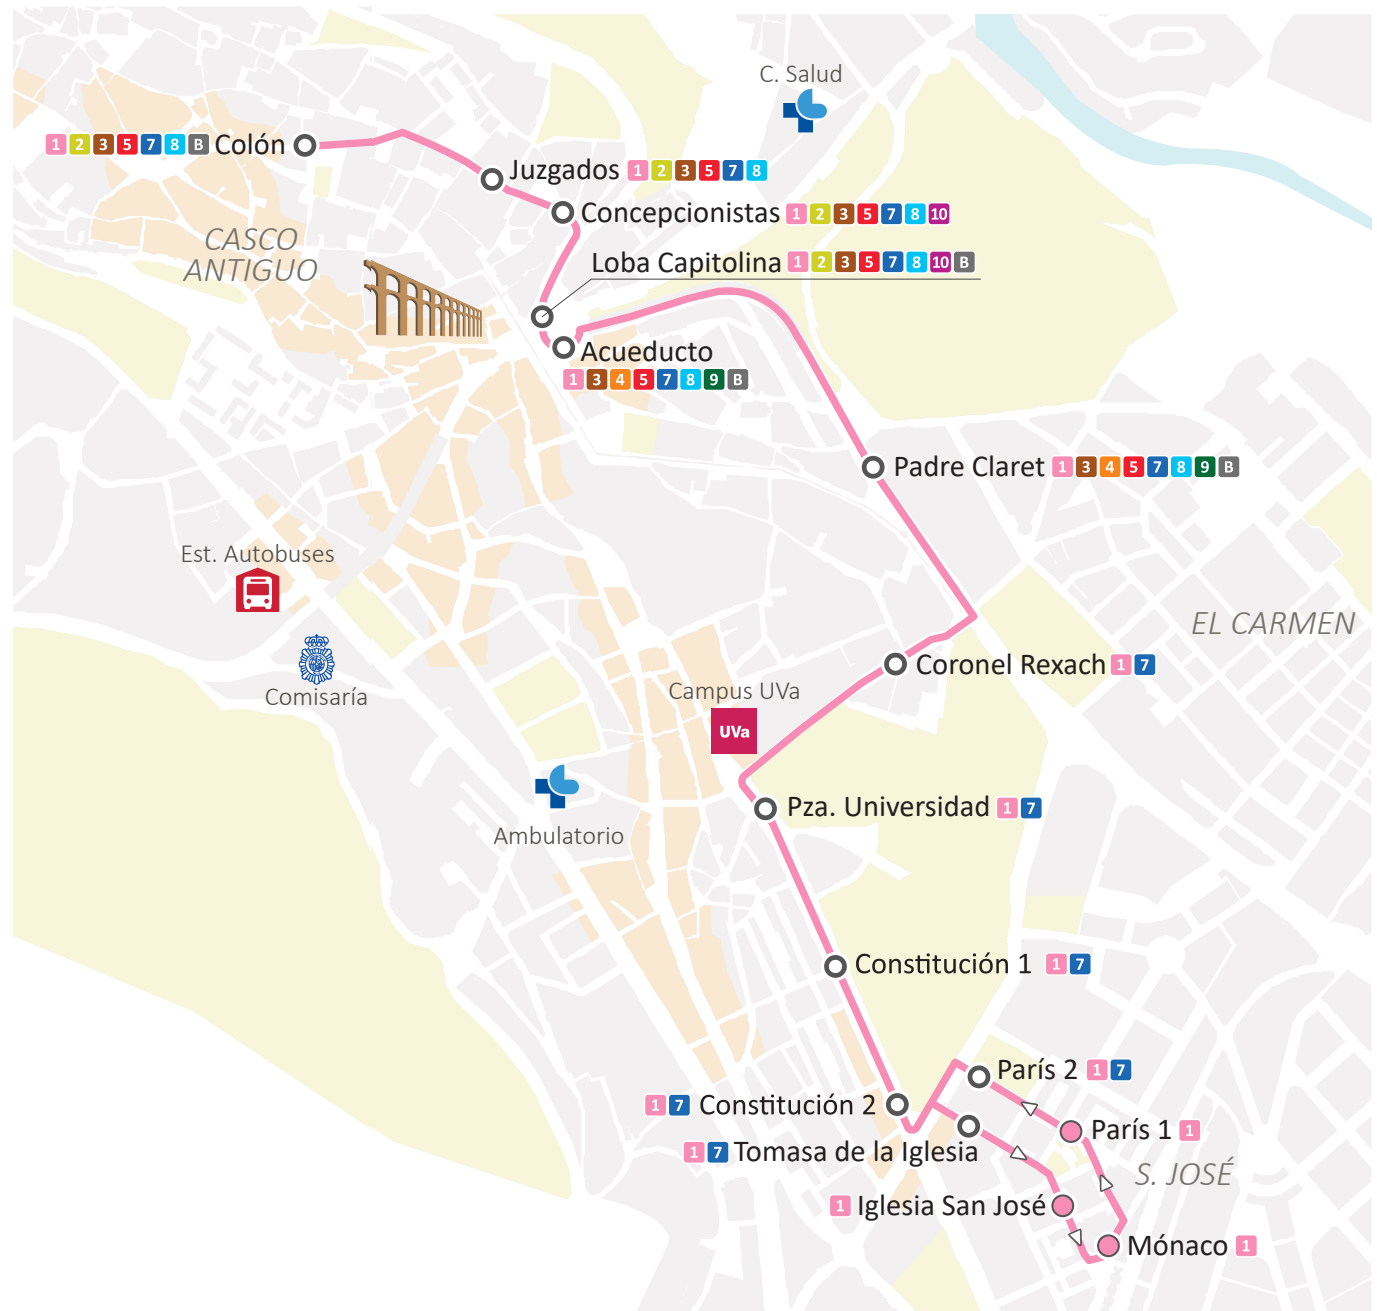 C. Salud
1 2 3 5 7 8 B Colón
Juzgados 1 2 3 5 7 8
Concepcionistas 1 2 3 5 7 8 10
CASCO
ANTIGUO
Loba Capitolina 1 2 3 5 7 8 10 B
Acueducto
1 3 4 5 7 8 9 B
Padre Claret 1 3 4 5 7 8 9 B
Est. Autobuses
EL CARMEN
Coronel Rexach 1 7
Comisaría
Campus UVa
UVa
Pza. Universidad 1 7
Ambulatorio
Constitución 1 1 7
París 2 1 7
1 7 Constitución 2
París 1 1
1 7 Tomasa de la Iglesia
S. JOSÉ
1 Iglesia San José
Mónaco 1